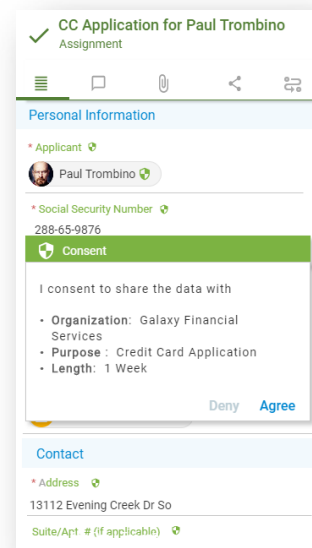 CC Application for Paul Trombino
Assignment
Personal Information
* Applicant
Paul Trombino
* Social Security Number
288-65-9876
Consent
I consent to share the data with
• Organization: Galaxy Financial
Services
• Purpose : Credit Card Application
• Length: 1 Week
Deny Agree
Contact
* Address
13112 Evening Creek Dr So
Suite/Apt. # (if applicable)